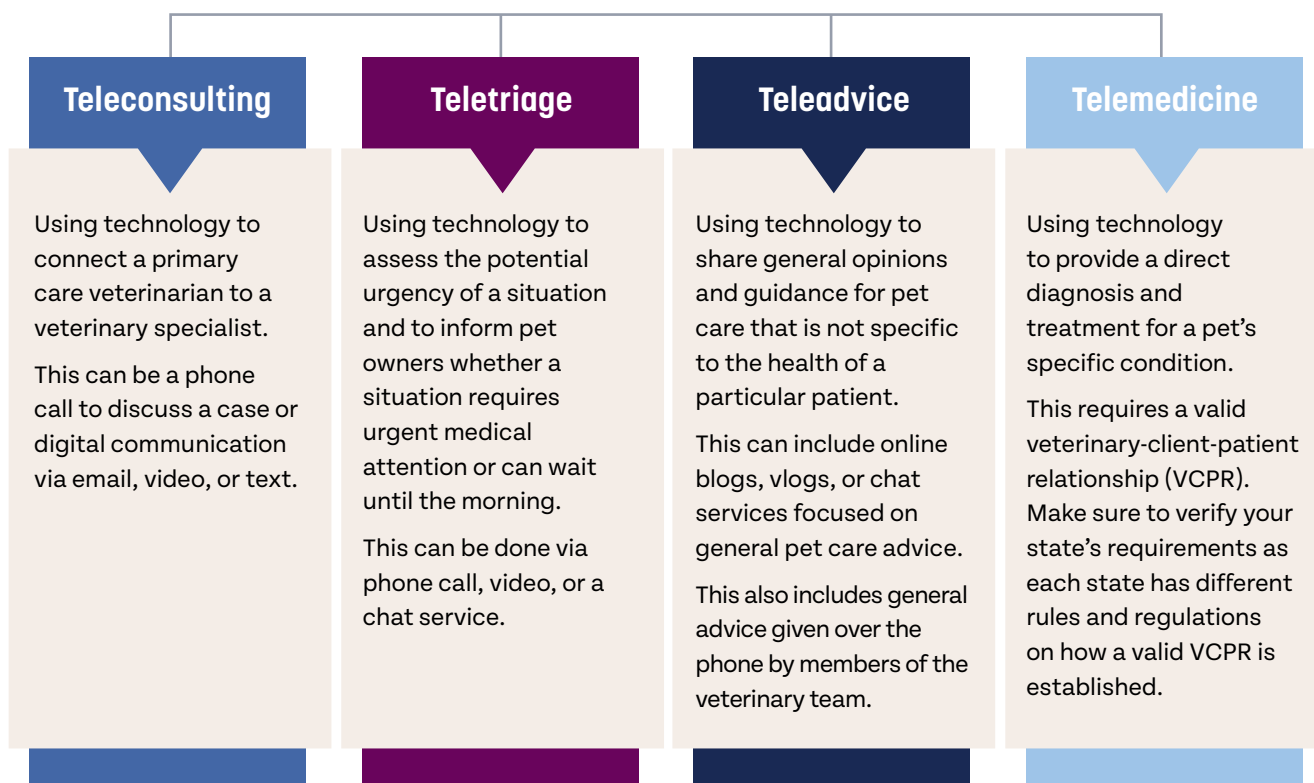 Teleconsulting
Using technology to
connect a primary
care veterinarian to a
veterinary specialist.
This can be a phone
call to discuss a case or
digital communication
via email, video, or text.
Teletriage
Using technology to
assess the potential
urgency of a situation
and to inform pet
owners whether a
situation requires
urgent medical
attention or can wait
until the morning.
This can be done via
phone call, video, or a
chat service.
Teleadvice
Using technology to
share general opinions
and guidance for pet
care that is not specific
to the health of a
particular patient.
This can include online
blogs, vlogs, or chat
services focused on
general pet care advice.
This also includes general
advice given over the
phone by members of the
veterinary team.
Telemedicine
Using technology
to provide a direct
diagnosis and
treatment for a pet’s
specific condition.
This requires a valid
veterinary-client-patient
relationship (VCPR).
Make sure to verify your
state’s requirements as
each state has different
rules and regulations
on how a valid VCPR is
established.